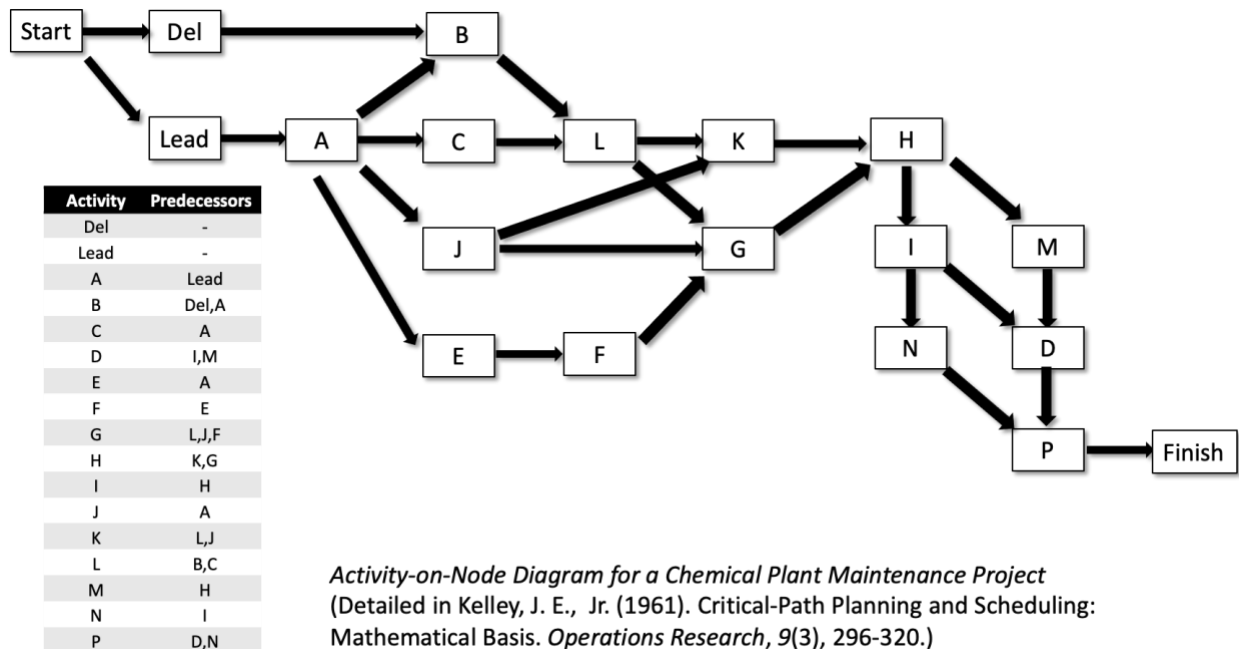 Start
Del
B
Lead
A
C
L
K
H
J
G
I
M
E
F
N
D
P
Finish
Activity Predecessors
Del -
Lead -
A Lead
B Del,A
C A
D I,M
E A
F E
G L,J,F
H K,G
I H
J A
K L,J
L B,C
M H
N I
P D,N
Activity-on-Node Diagram for a Chemical Plant Maintenance Project
(Detailed in Kelley, J. E., Jr. (1961). Critical-Path Planning and Scheduling:
Mathematical Basis. Operations Research, 9(3), 296-320.)